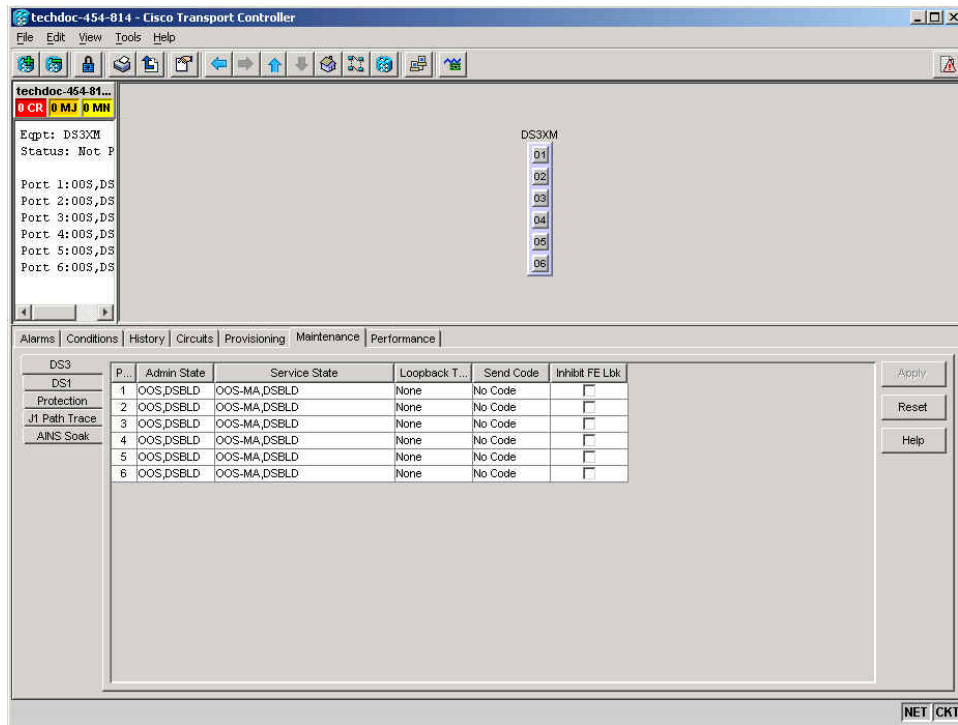 techdoc-454-814 - Cisco Transport Controller
File Edit View Tools Help
techdoc-454-81...
0 CR 0 MJ 0 MN
Eqpt: DS3XM
Status: Not P
Port 1:OOS,DS
Port 2:OOS,DS
Port 3:OOS,DS
Port 4:OOS,DS
Port 5:OOS,DS
Port 6:OOS,DS
DS3XM
01
02
03
04
05
06
Alarms Conditions History Circuits Provisioning Maintenance Performance
DS3
DS1
Protection
J1 Path Trace
AINS Soak
P... Admin State Service State Loopback T... Send Code Inhibit FE Lbk
1 OOS,DSBLD OOS-MA,DSBLD None No Code
2 OOS,DSBLD OOS-MA,DSBLD None No Code
3 OOS,DSBLD OOS-MA,DSBLD None No Code
4 OOS,DSBLD OOS-MA,DSBLD None No Code
5 OOS,DSBLD OOS-MA,DSBLD None No Code
6 OOS,DSBLD OOS-MA,DSBLD None No Code
Apply
Reset
Help
NET CKT